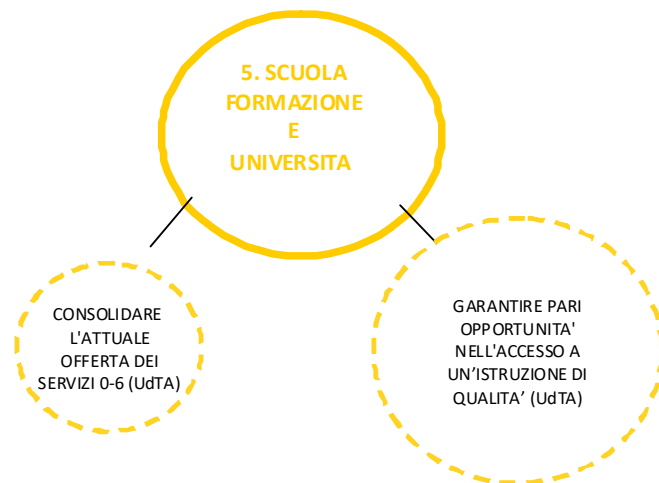 5. SCUOLA
FORMAZIONE
E
UNIVERSITA
CONSOLIDARE
L'ATTUALE
OFFERTA DEI
SERVIZI 0-6 (UdTA)
GARANTIRE PARI
OPPORTUNITA'
NELL'ACCESSO A
UN’ISTRUZIONE DI
QUALITA’ (UdTA)